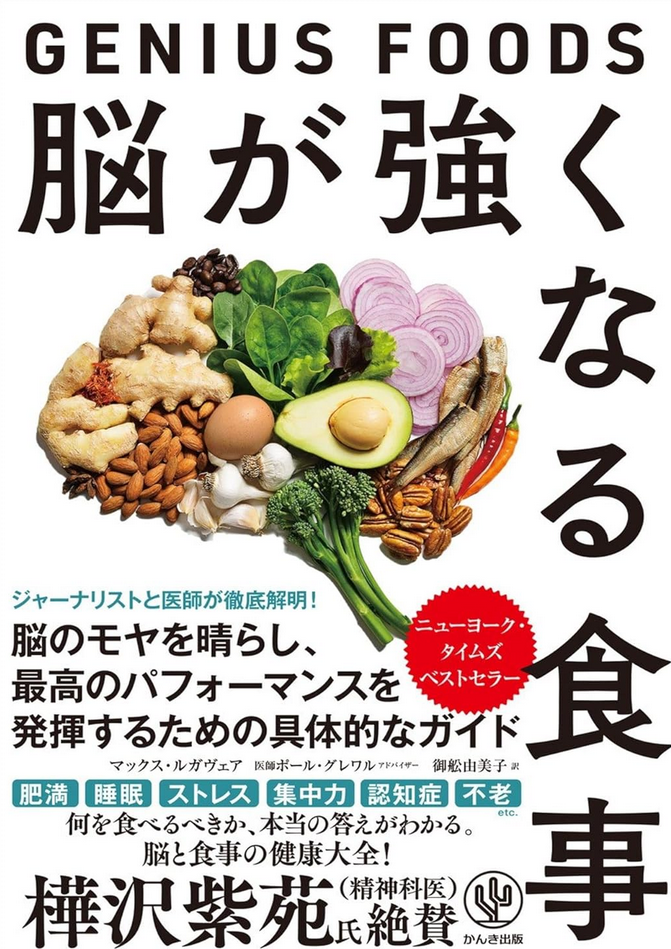 GENIUS FOODS
脳が強くなる食事
ジャーナリストと医師が徹底解明！
脳のモヤを晴らし、
最高のパフォーマンスを
発揮するための具体的なガイド
ニューヨーク・
タイムズ
ベストセラー
マックス・ルガヴェア 医師ポール・グレワル アドバイザー 御舩由美子 訳
肥満 睡眠 ストレス 集中力 認知症 不老
etc.
何を食べるべきか、本当の答えがわかる。
脳と食事の健康大全！
樺沢紫苑氏（精神科医）絶賛
かんき出版